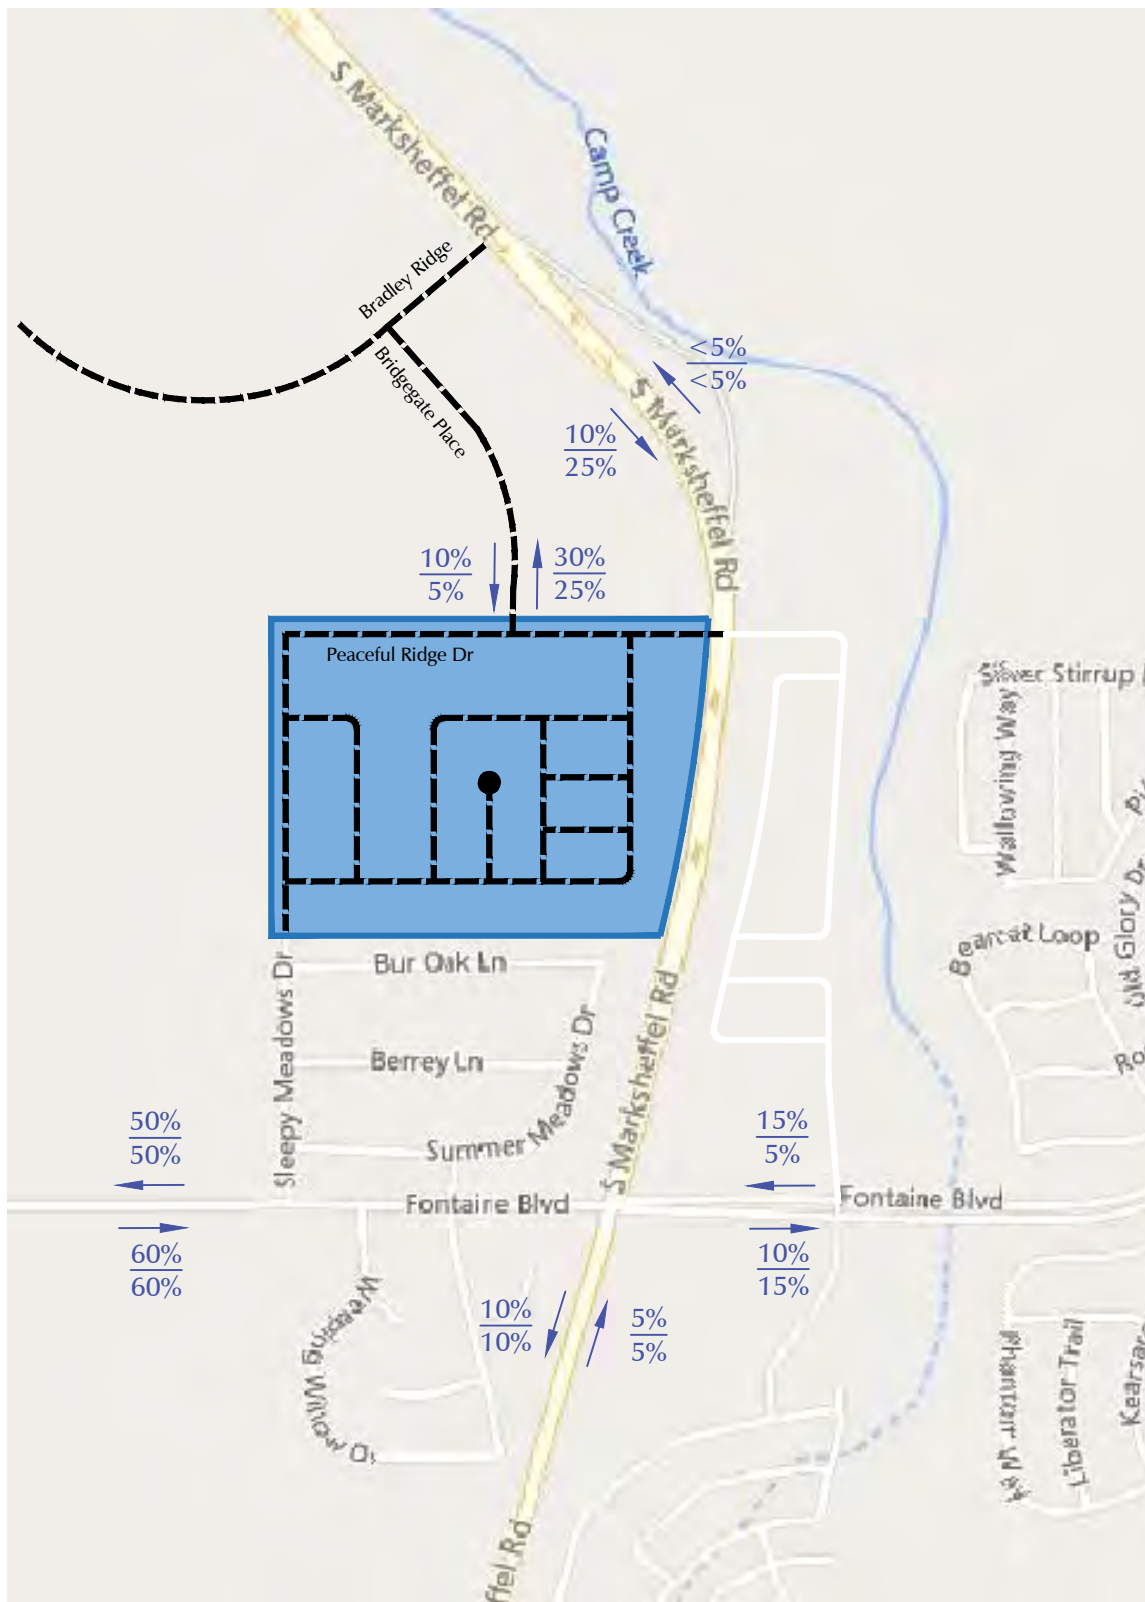 S Marksheffel Rd
Camp Creek
Bradley Ridge
Bridgegate Place
<5%
<5%
10%
25%
S Marksheffel Rd
10%
5%
30%
25%
Peaceful Ridge Dr
Silver Stirrup
Wallowing Way
Old Glory Dr
Bearcat Loop
Ro
Bur Oak Ln
Sleepy Meadows Dr
Berrey Ln
Summer Meadows Dr
S Marksheffel Rd
50%
50%
15%
5%
Fontaine Blvd
Fontaine Blvd
60%
60%
10%
15%
Weeping Willow D
10%
10%
5%
5%
Phantom Way
Liberator Trail
Kearsar
ffel Rd